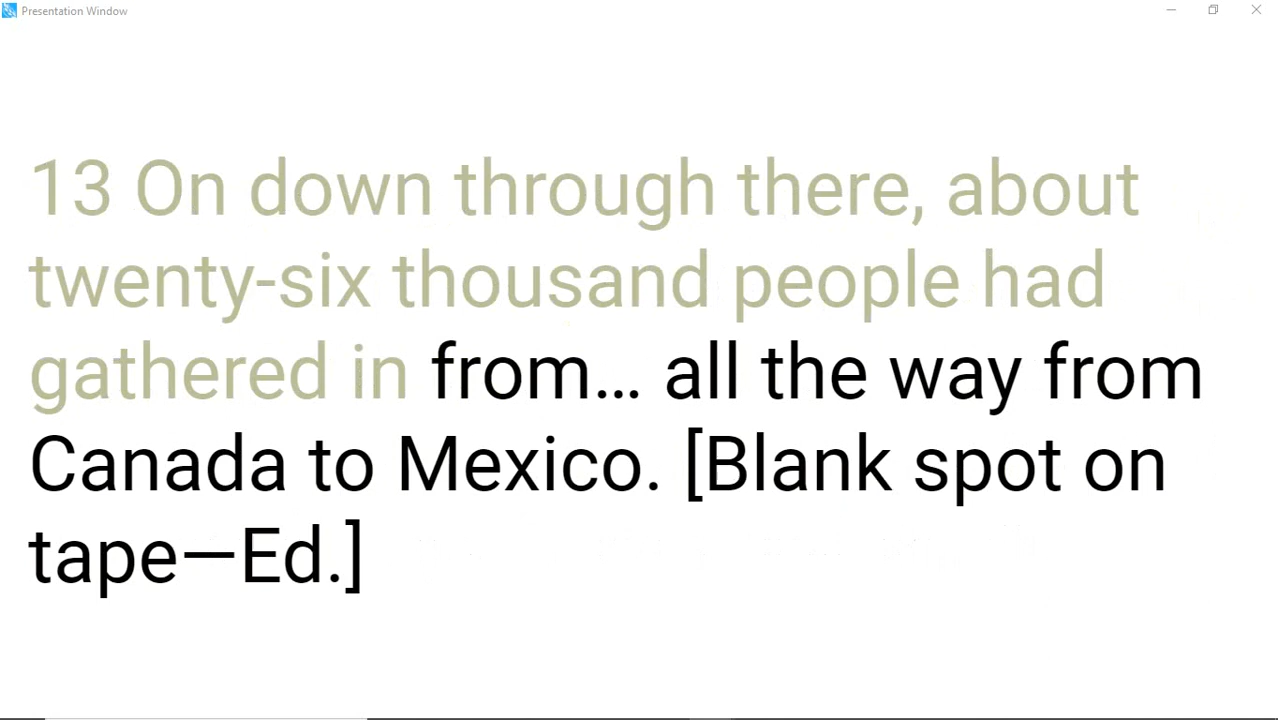 Presentation Window
13 On down through there, about
twenty-six thousand people had
gathered in from… all the way from
Canada to Mexico. [Blank spot on
tape—Ed.]